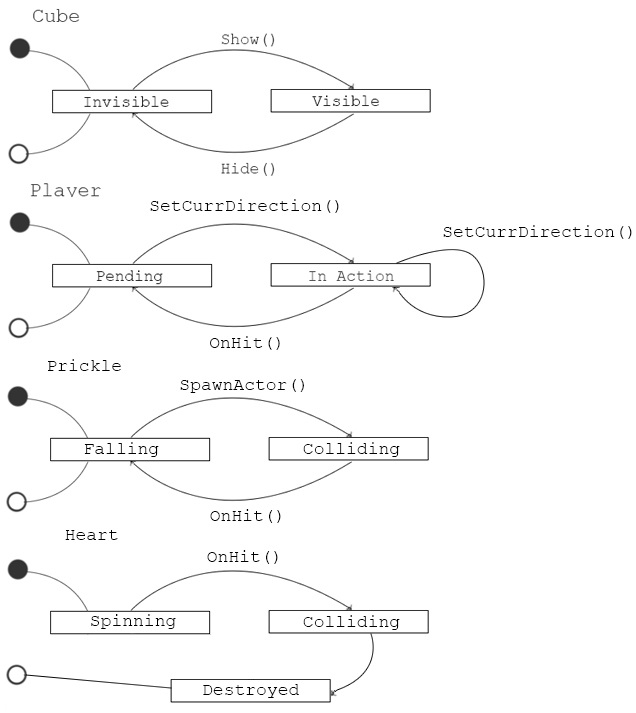 Cube
Show()
Invisible
Visible
Hide()
Plaver
SetCurrDirection()
SetCurrDirection()
Pending
In Action
OnHit()
Prickle
SpawnActor()
Falling
Colliding
OnHit()
Heart
OnHit()
Spinning
Colliding
Destroyed